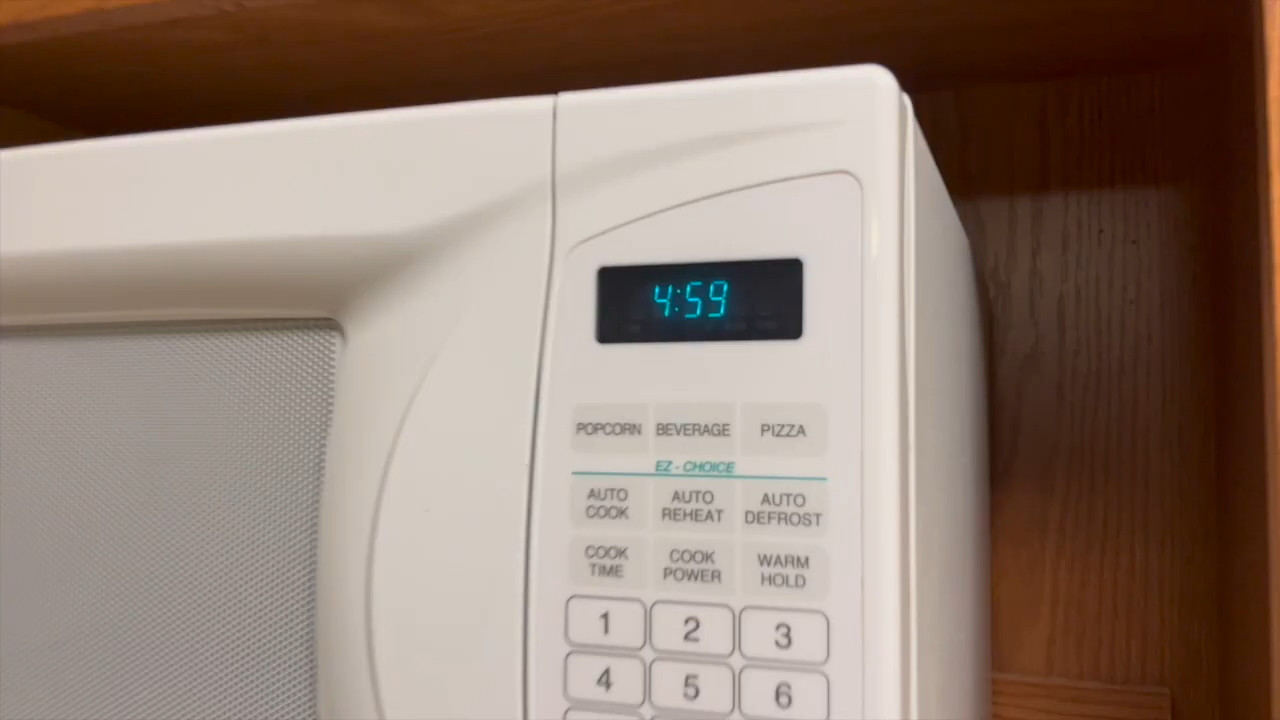 4:59
POPCORN BEVERAGE PIZZA
EZ - CHOICE
AUTO COOK AUTO REHEAT AUTO DEFROST
COOK TIME COOK POWER WARM HOLD
1 2 3
4 5 6